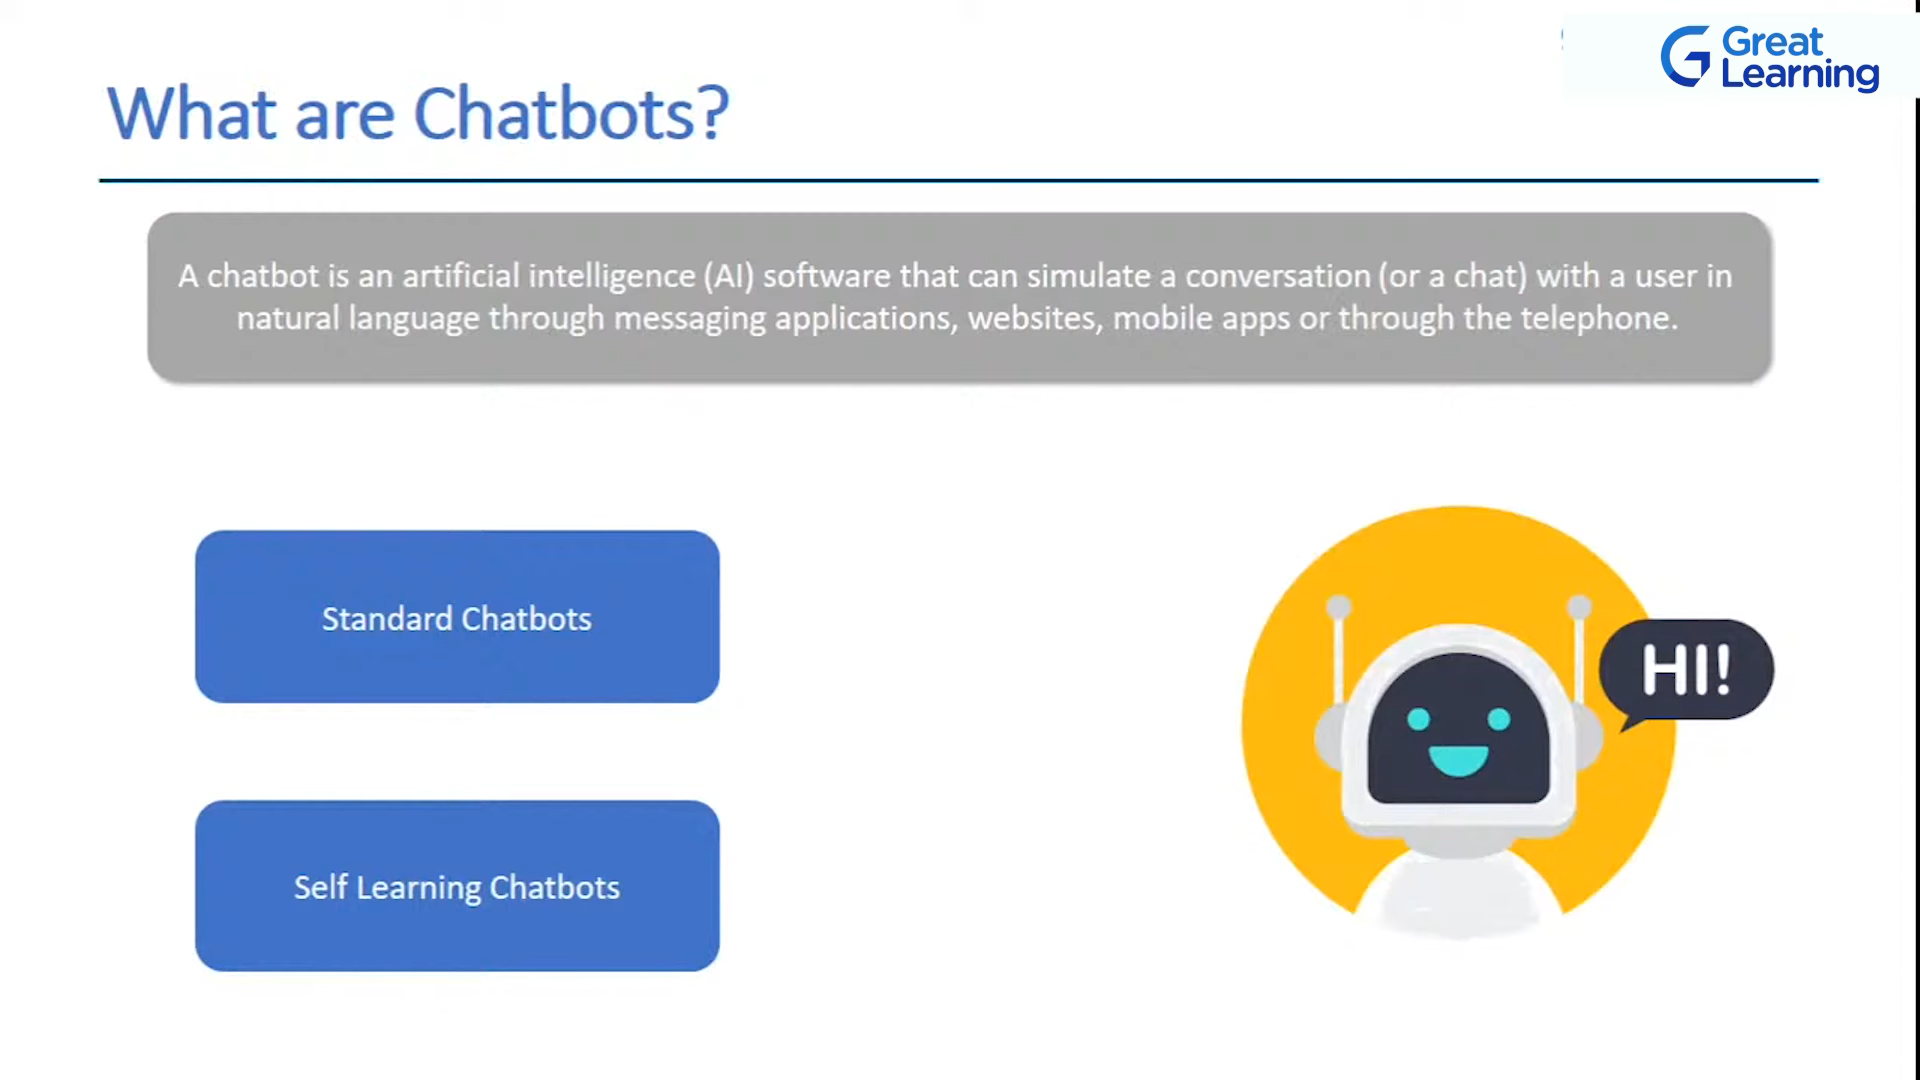 Great
Learning
What are Chatbots?
A chatbot is an artificial intelligence (AI) software that can simulate a conversation (or a chat) with a user in
natural language through messaging applications, websites, mobile apps or through the telephone.
Standard Chatbots
HI!
Self Learning Chatbots